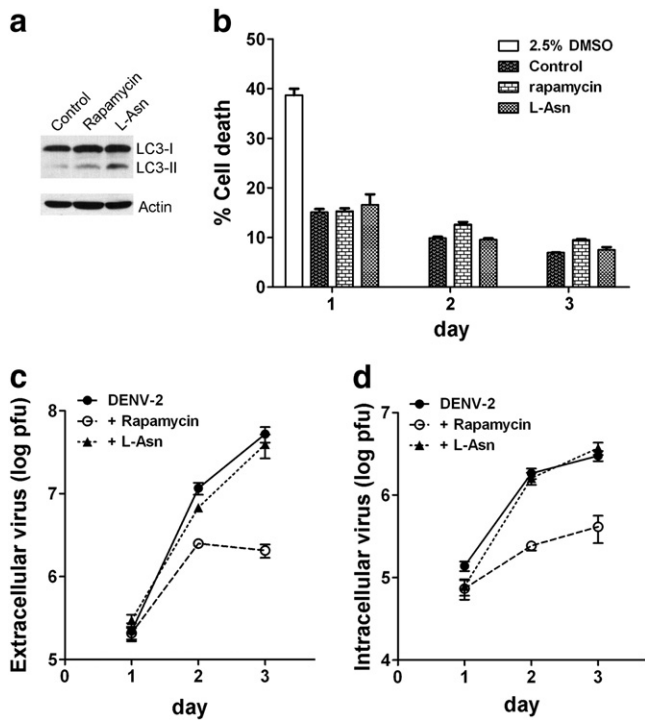 a
Control
Rapamycin
L-Asn
LC3-I
LC3-II
Actin
b
% Cell death
50
40
30
20
10
0
2.5% DMSO
Control
rapamycin
L-Asn
1 2 3
day
c
Extracellular virus (log pfu)
8
7
6
5
DENV-2
+ Rapamycin
+ L-Asn
0 1 2 3
day
d
Intracellular virus (log pfu)
7
6
5
4
DENV-2
+ Rapamycin
+ L-Asn
0 1 2 3
day